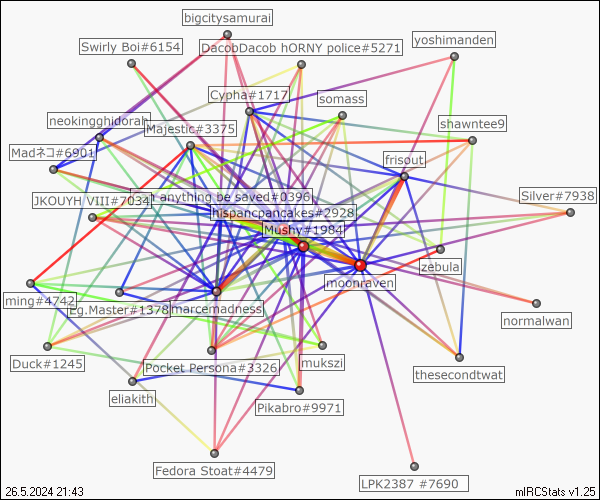 bigcitysamurai
Swirly Boi#6154
DacobDacob hORNY police#5271
yoshimanden
Cypha#1717
somass
neokingghidorah
Majestic#3375
shawntee9
Madネコ#6901
frisout
anything be saved#0396
JKOUYH VIII#7034
Silver#7938
hispancpancakes#2928
Mushy#1984
zebula
moonraven
ming#4742
Eg.Master#1378
marcemadness
normalwan
Duck#1245
Pocket Persona#3326
mukszi
thesecondtwat
eliakith
Pikabro#9971
Fedora Stoat#4479
LPK2387 #7690
26.5.2024 21:43
mIRCStats v1.25